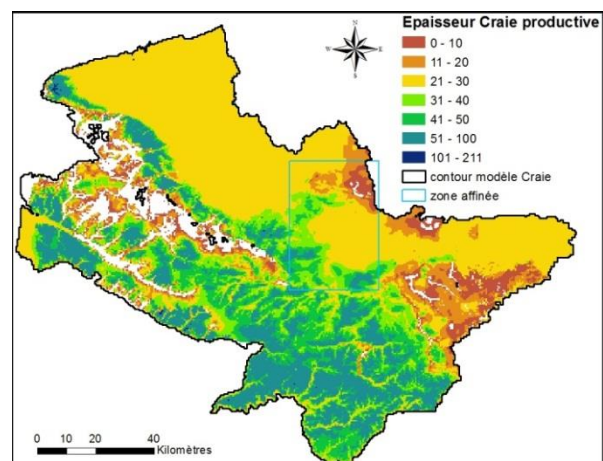 Epaisseur Craie productive
0 - 10
11 - 20
21 - 30
31 - 40
41 - 50
51 - 100
101 - 211
contour modèle Craie
zone affinée
N
W E
S
0 10 20 40
Kilomètres